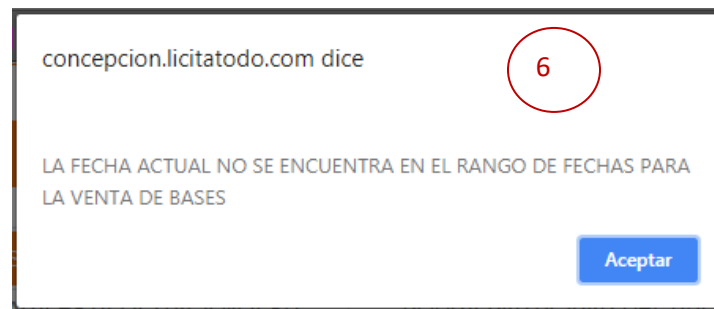 concepcion.licitatodo.com dice
6
LA FECHA ACTUAL NO SE ENCUENTRA EN EL RANGO DE FECHAS PARA
LA VENTA DE BASES
Aceptar